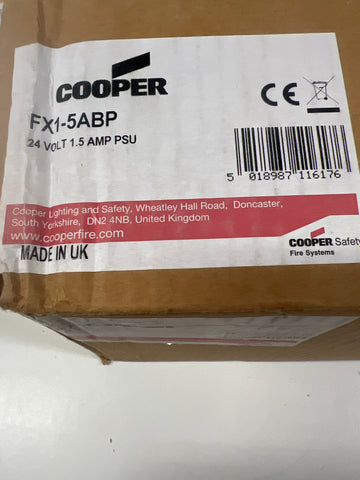 COOPER
CE
FX1-5ABP
24 VOLT 1.5 AMP PSU
5 018987 116176
Cooper Lighting and Safety, Wheatley Hall Road, Doncaster,
South Yorkshire, DN2 4NB, United Kingdom
www.cooperfire.com
MADE IN UK
COOPER Safety
Fire Systems